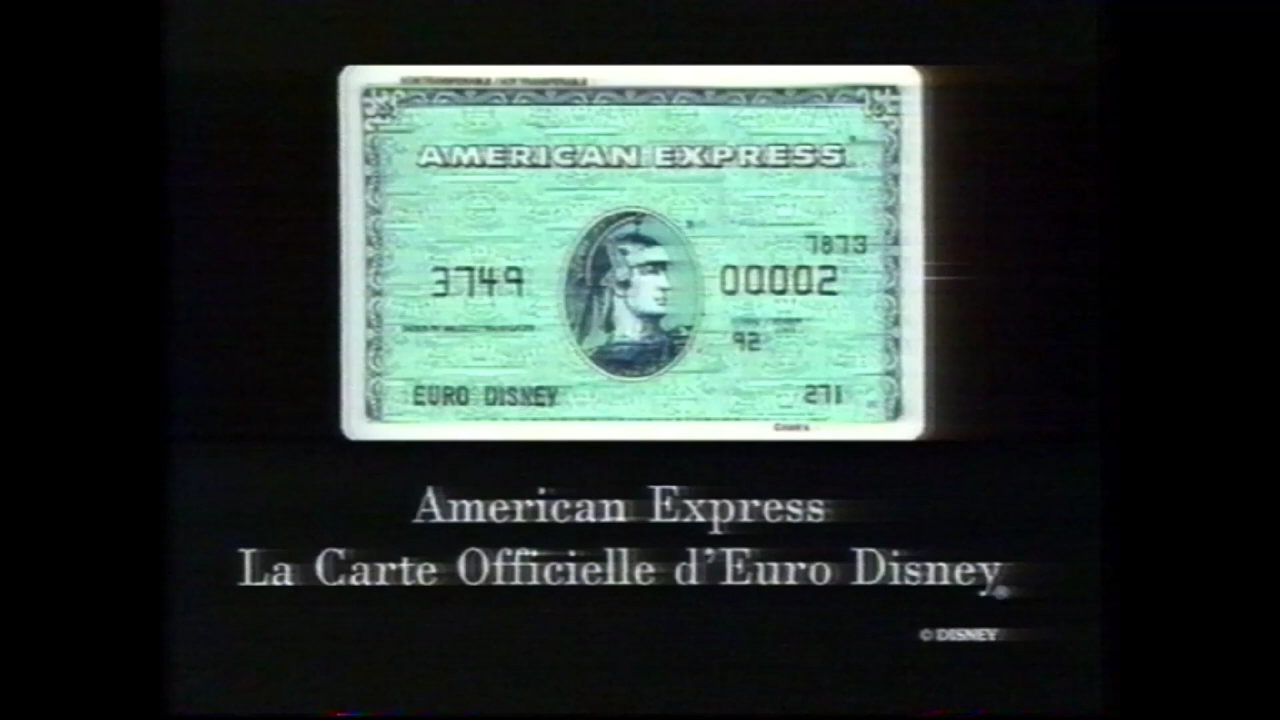 AMERICAN EXPRESS
7873
3749 00002
92
EURO DISNEY 271
American Express
La Carte Officielle d'Euro Disney
© DISNEY